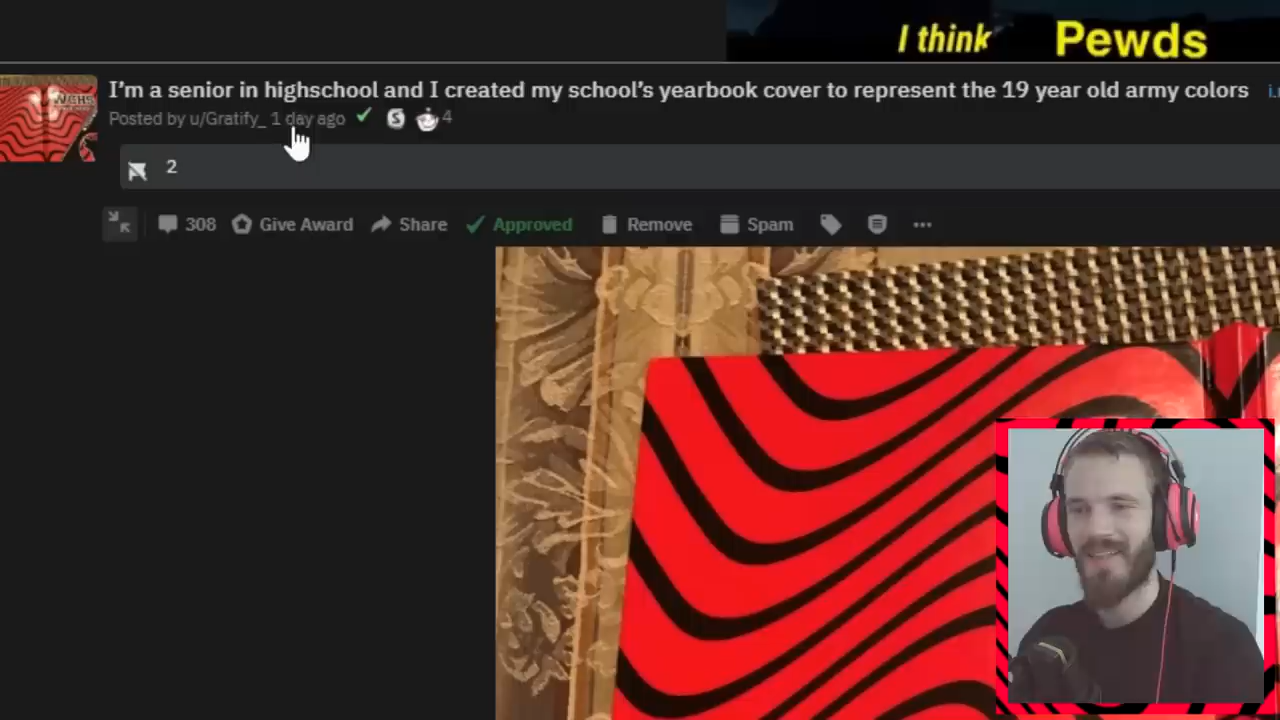 I think Pewds
I'm a senior in highschool and I created my school's yearbook cover to represent the 19 year old army colors
Posted by u/Gratify_ 1 day ago 4
2
308 Give Award Share Approved Remove Spam ...